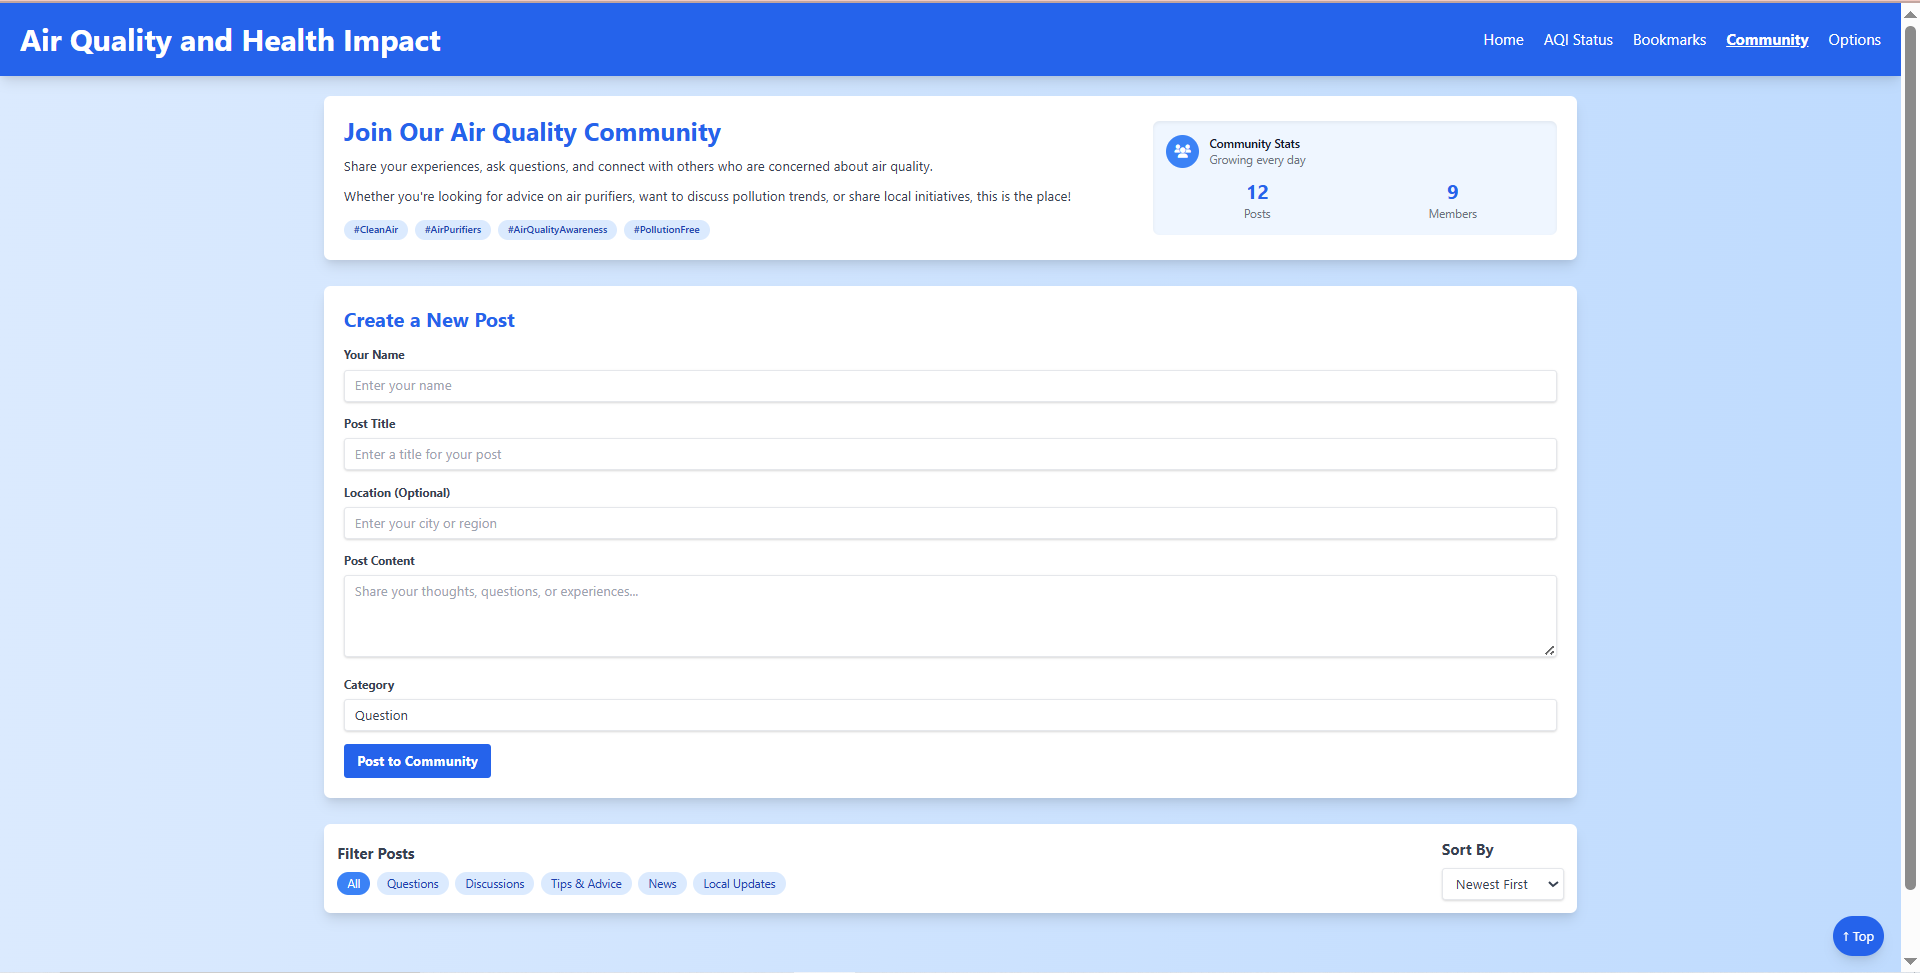 Air Quality and Health Impact
Home AQI Status Bookmarks Community Options
Join Our Air Quality Community
Share your experiences, ask questions, and connect with others who are concerned about air quality.
Whether you're looking for advice on air purifiers, want to discuss pollution trends, or share local initiatives, this is the place!
#CleanAir #AirPurifiers #AirQualityAwareness #PollutionFree
Community Stats
Growing every day
12 9
Posts Members
Create a New Post
Your Name
Enter your name
Post Title
Enter a title for your post
Location (Optional)
Enter your city or region
Post Content
Share your thoughts, questions, or experiences...
Category
Question
Post to Community
Filter Posts
All Questions Discussions Tips & Advice News Local Updates
Sort By
Newest First
↑ Top